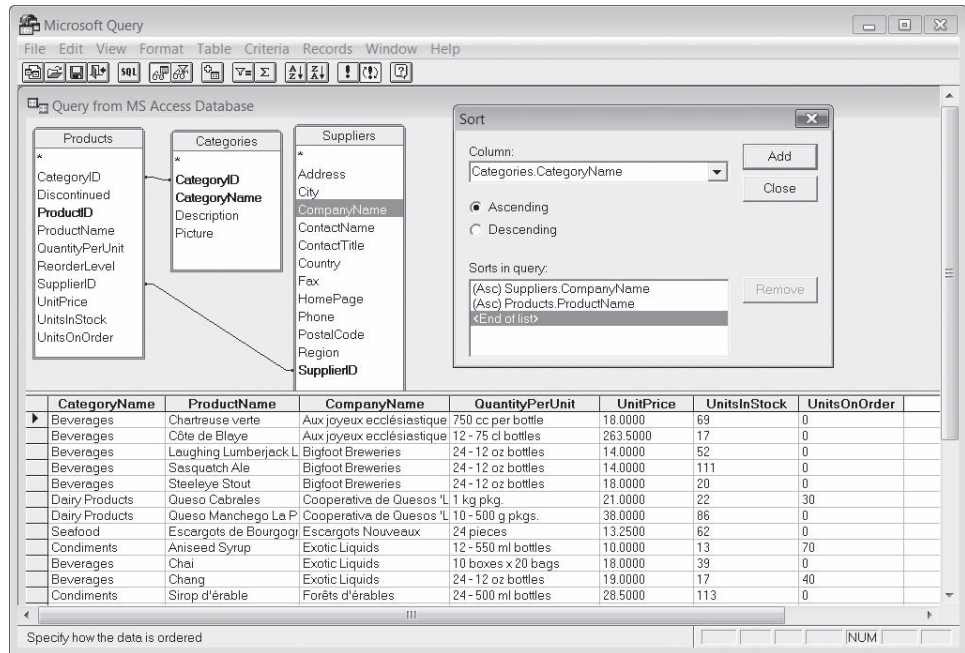 Microsoft Query
File Edit View Format Table Criteria Records Window Help
SQL
Query from MS Access Database
Products
*
CategoryID
Discontinued
ProductID
ProductName
QuantityPerUnit
ReorderLevel
SupplierID
UnitPrice
UnitsInStock
UnitsOnOrder
Categories
*
CategoryID
CategoryName
Description
Picture
Suppliers
*
Address
City
CompanyName
ContactName
ContactTitle
Country
Fax
HomePage
Phone
PostalCode
Region
SupplierID
Sort
Column:
Categories.CategoryName
Add
Close
Ascending
Descending
Sorts in query:
(Asc) Suppliers.CompanyName
(Asc) Products.ProductName
<End of list>
Remove
CategoryName ProductName CompanyName QuantityPerUnit UnitPrice UnitsInStock UnitsOnOrder
Beverages Chartreuse verte Aux joyeux ecclésiastique 750 cc per bottle 18.0000 69 0
Beverages Côte de Blaye Aux joyeux ecclésiastique 12 - 75 cl bottles 263.5000 17 0
Beverages Laughing Lumberjack L Bigfoot Breweries 24 - 12 oz bottles 14.0000 52 0
Beverages Sasquatch Ale Bigfoot Breweries 24 - 12 oz bottles 14.0000 111 0
Beverages Steeleye Stout Bigfoot Breweries 24 - 12 oz bottles 18.0000 20 0
Dairy Products Queso Cabrales Cooperativa de Quesos 'L 1 kg pkg. 21.0000 22 30
Dairy Products Queso Manchego La P Cooperativa de Quesos 'L 10 - 500 g pkgs. 38.0000 86 0
Seafood Escargots de Bourgogr Escargots Nouveaux 24 pieces 13.2500 62 0
Condiments Aniseed Syrup Exotic Liquids 12 - 550 ml bottles 10.0000 13 70
Beverages Chai Exotic Liquids 10 boxes x 20 bags 18.0000 39 0
Beverages Chang Exotic Liquids 24 - 12 oz bottles 19.0000 17 40
Condiments Sirop d'érable Forêts d'érables 24 - 500 ml bottles 28.5000 113 0
Specify how the data is ordered
NUM